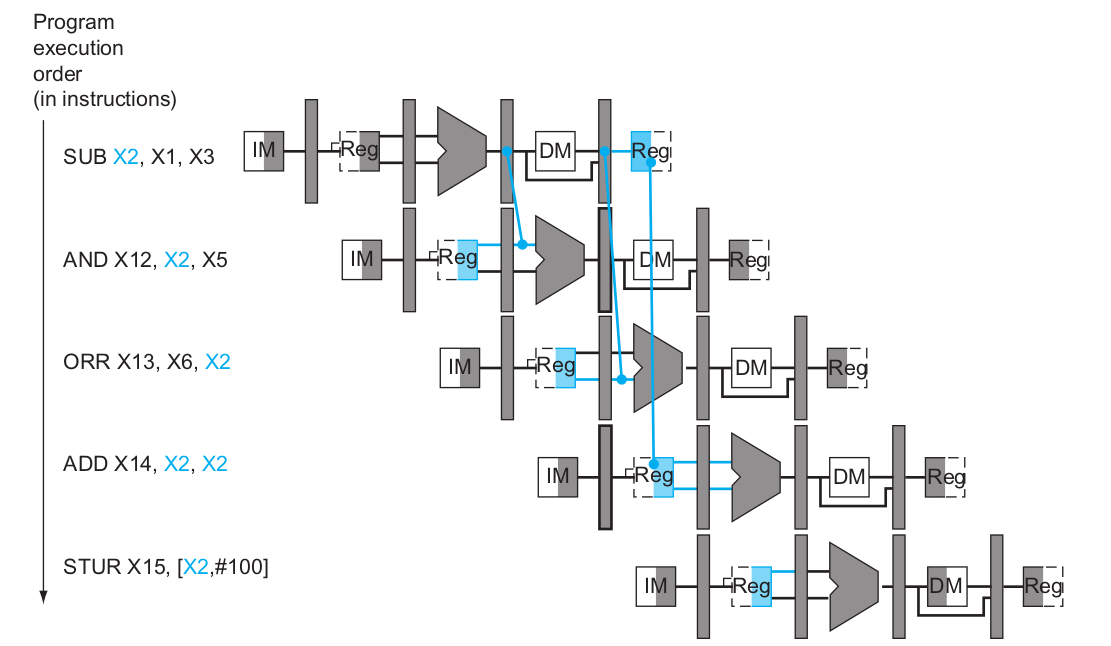 Program
execution
order
(in instructions)
SUB X2, X1, X3
IM
Reg
DM
Reg
AND X12, X2, X5
IM
Reg
DM
Reg
ORR X13, X6, X2
IM
Reg
DM
Reg
ADD X14, X2, X2
IM
Reg
DM
Reg
STUR X15, [X2,#100]
IM
Reg
DM
Reg